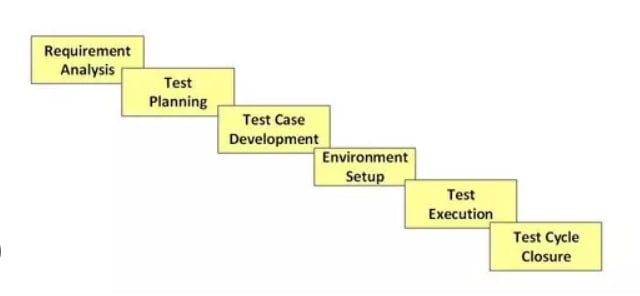 Requirement
Analysis
Test
Planning
Test Case
Development
Environment
Setup
Test
Execution
Test Cycle
Closure